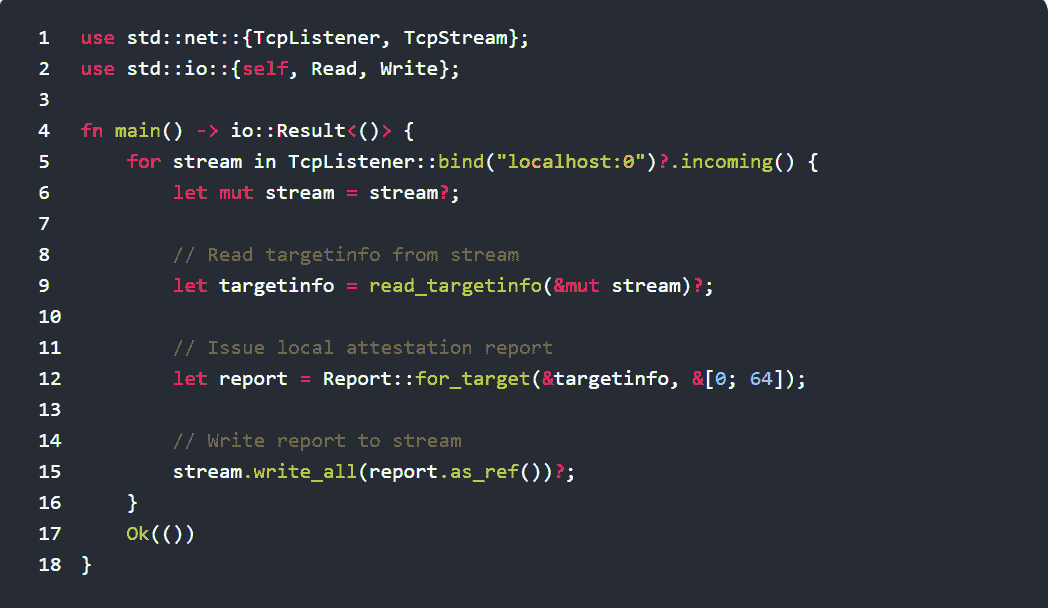 1 use std::net::{TcpListener, TcpStream};
2 use std::io::{self, Read, Write};
3
4 fn main() -> io::Result<()> {
5     for stream in TcpListener::bind("localhost:0")?.incoming() {
6         let mut stream = stream?;
7
8         // Read targetinfo from stream
9         let targetinfo = read_targetinfo(&mut stream)?;
10
11         // Issue local attestation report
12         let report = Report::for_target(&targetinfo, &[0; 64]);
13
14         // Write report to stream
15         stream.write_all(report.as_ref())?;
16     }
17     Ok(())
18 }